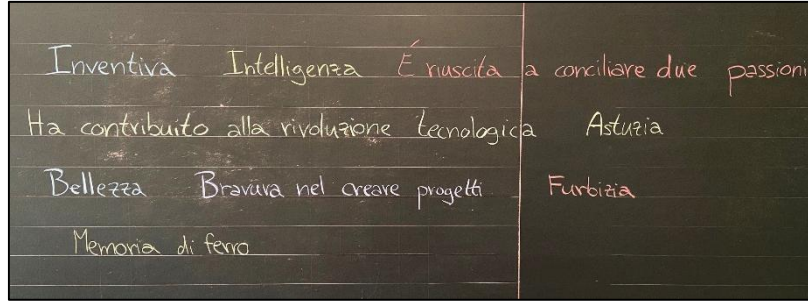 Inventiva Intelligenza É riuscita a conciliare due passioni
Ha contribuito alla rivoluzione tecnologica Astuzia
Bellezza Bravura nel creare progetti Furbizia
Memoria di ferro